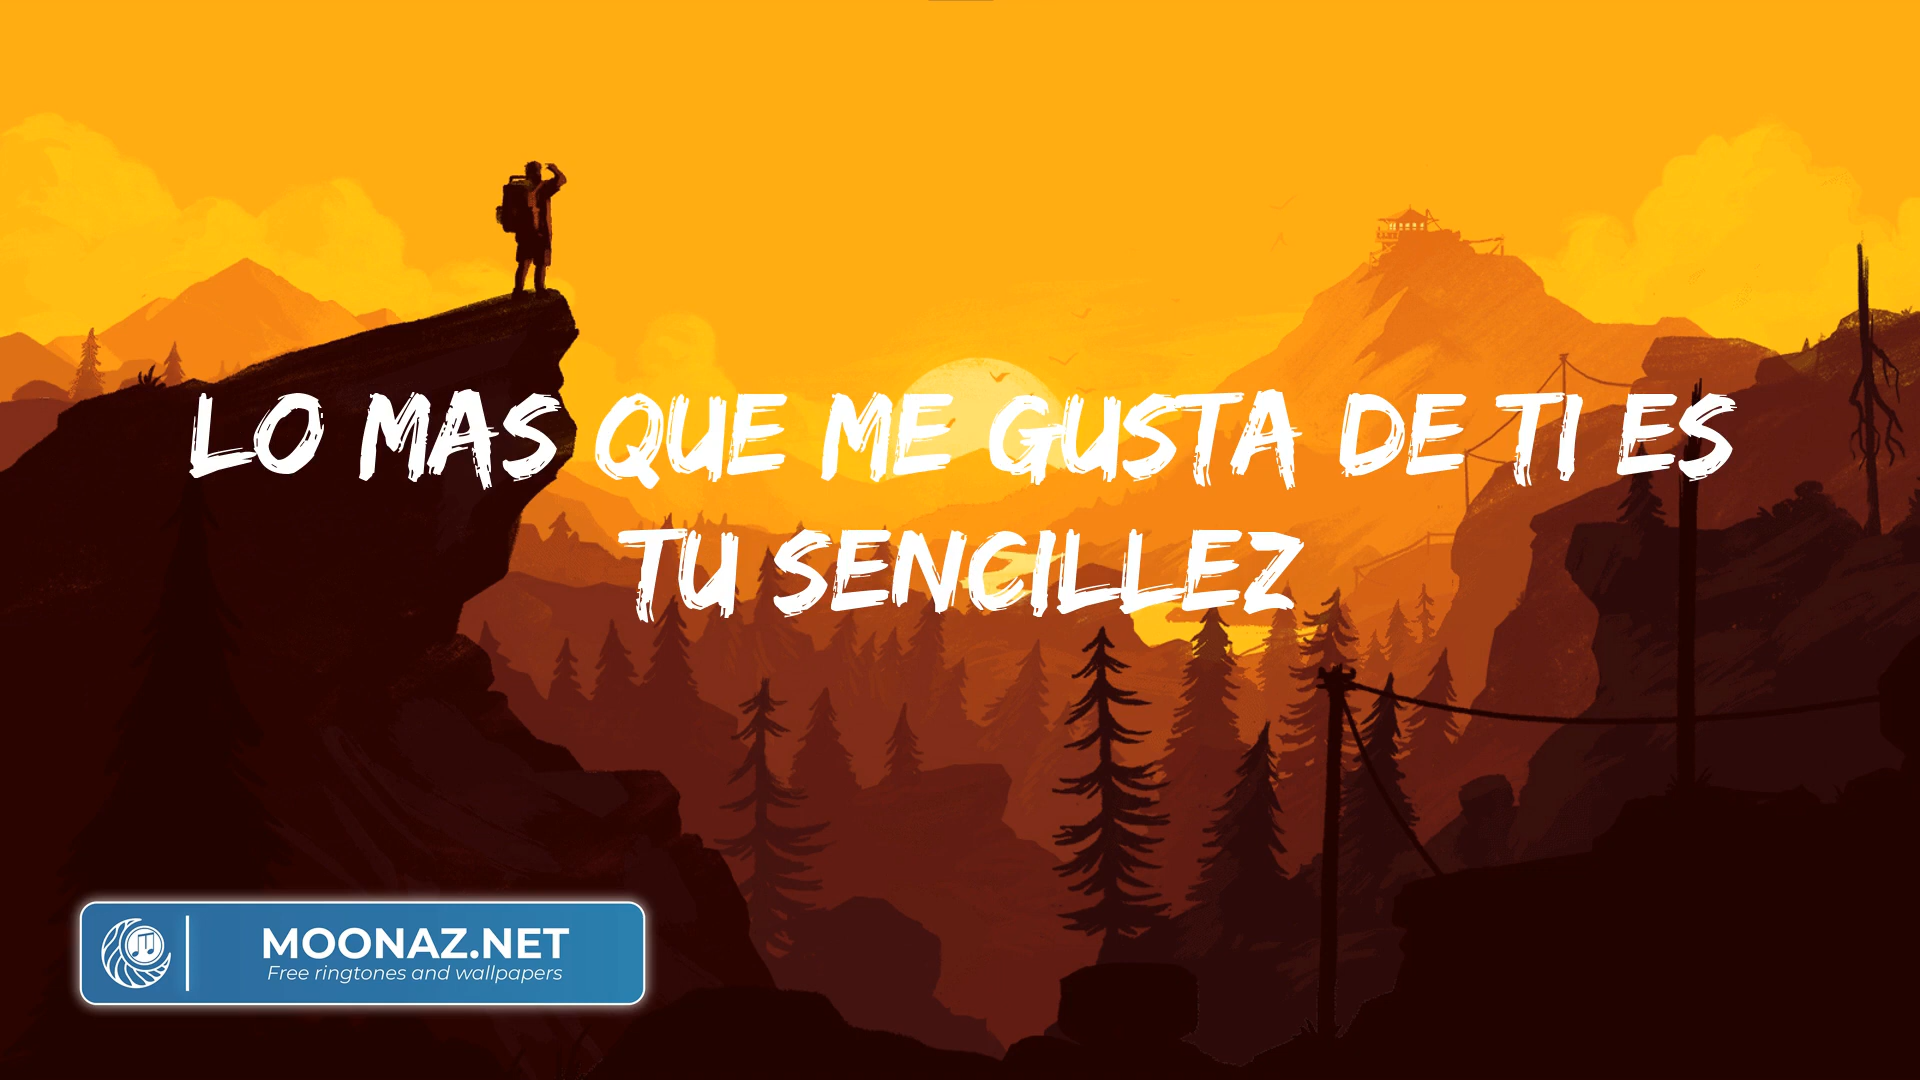 LO MAS QUE ME GUSTA DE TI ES
TU SENCILLEZ
MOONAZ.NET
Free ringtones and wallpapers